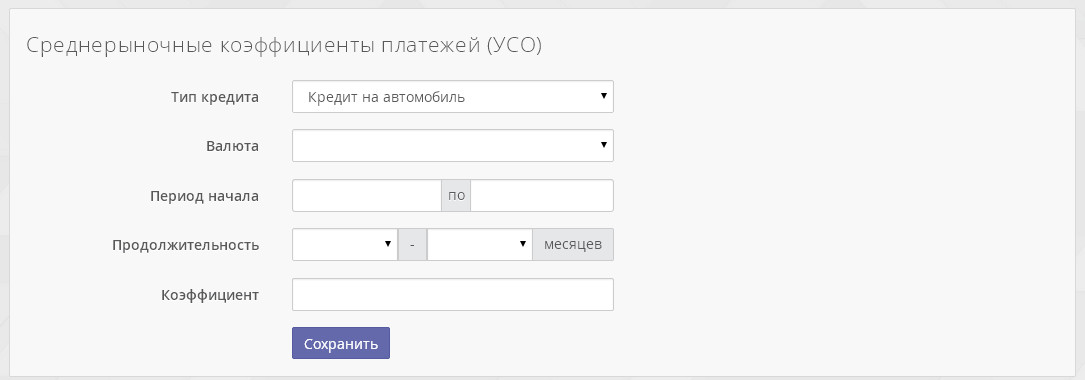 Среднерыночные коэффициенты платежей (УСО)
Тип кредита Кредит на автомобиль
Валюта
Период начала по
Продолжительность - месяцев
Коэффициент
Сохранить